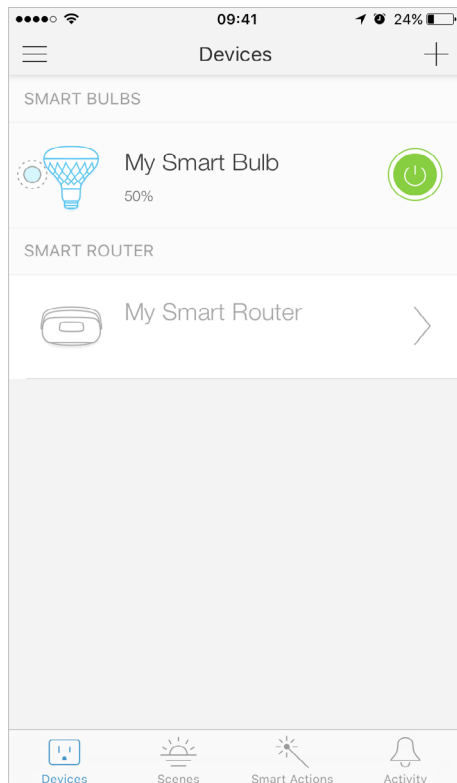 09:41
24%
Devices
SMART BULBS
My Smart Bulb
50%
SMART ROUTER
My Smart Router
Devices
Scenes
Smart Actions
Activity